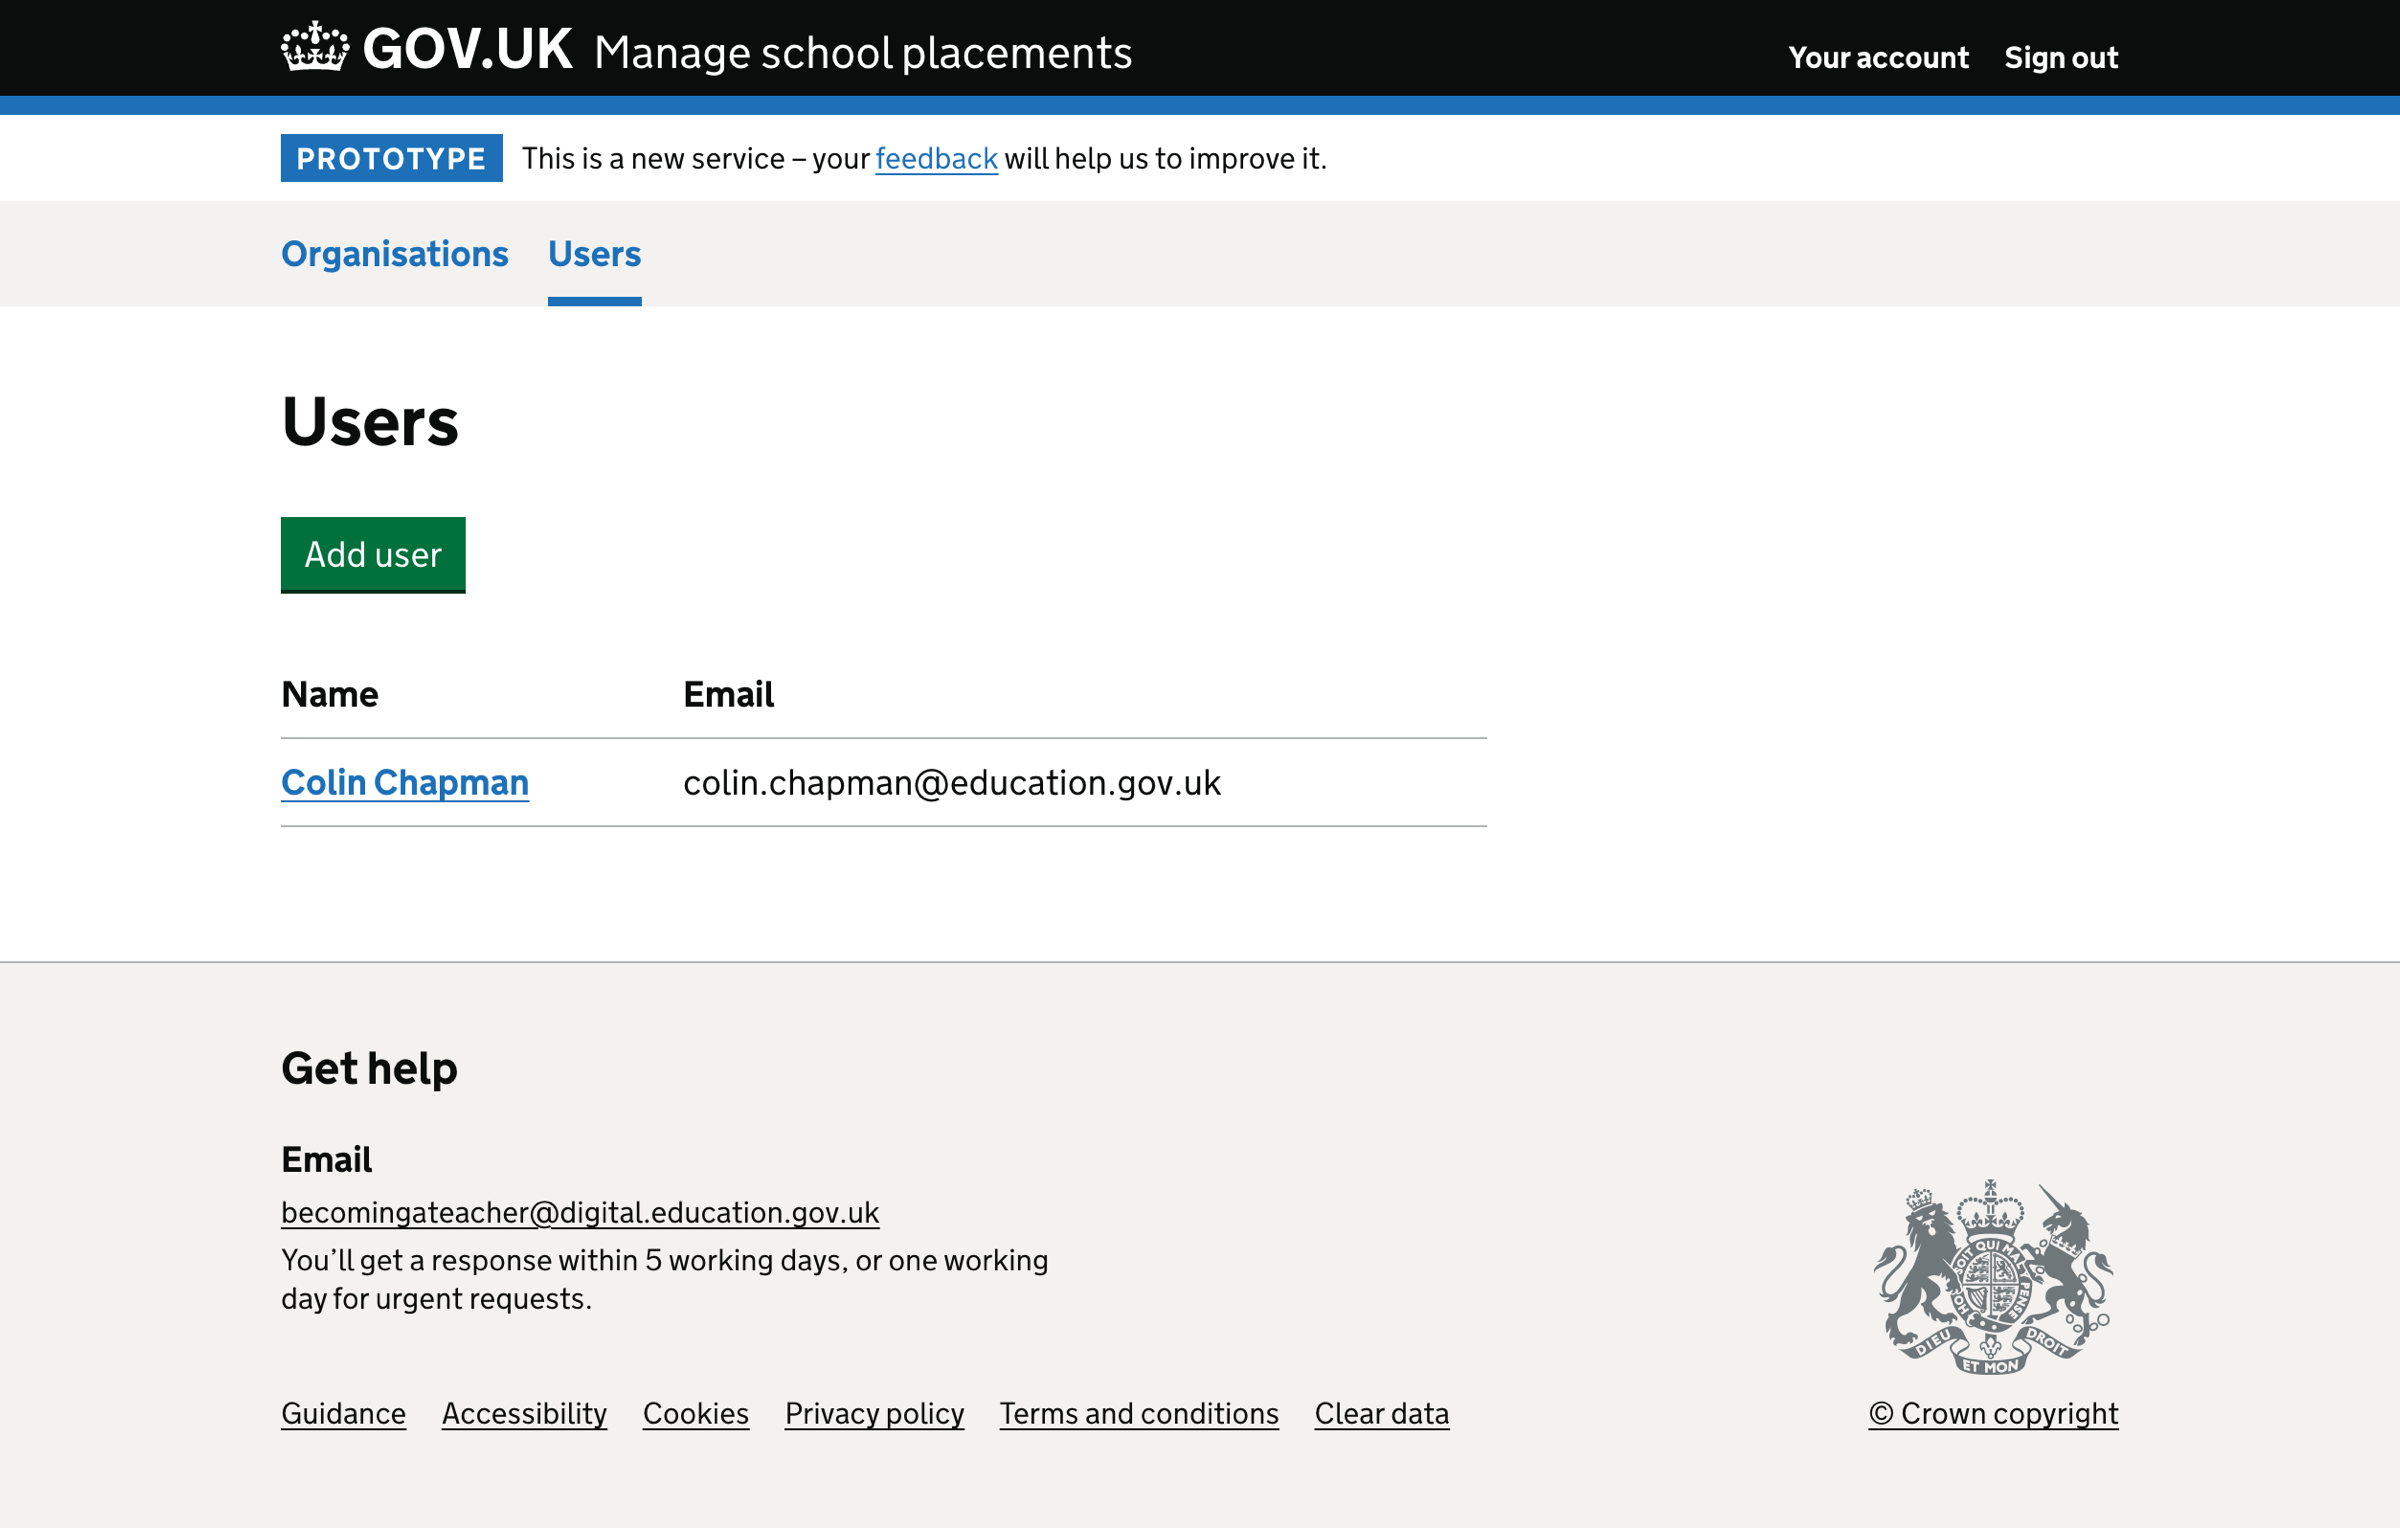 GOV.UK Manage school placements
Your account Sign out
PROTOTYPE This is a new service – your feedback will help us to improve it.
Organisations Users
Users
Add user
Name Email
Colin Chapman colin.chapman@education.gov.uk
Get help
Email
becomingateacher@digital.education.gov.uk
You’ll get a response within 5 working days, or one working
day for urgent requests.
HONI SOIT QUI MAL Y PENSE
DIEU ET MON DROIT
Guidance Accessibility Cookies Privacy policy Terms and conditions Clear data
© Crown copyright